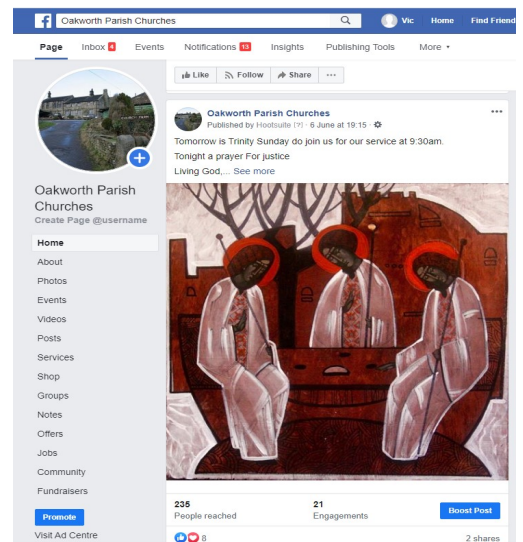 Oakworth Parish Churches
Vic Home Find Friend
Page Inbox 4 Events Notifications 13 Insights Publishing Tools More
Like Follow Share ...
Oakworth Parish Churches
Published by Hootsuite [?] · 6 June at 19:15 ·
Tomorrow is Trinity Sunday do join us for our service at 9:30am.
Tonight a prayer For justice
Living God,... See more
Oakworth Parish
Churches
Create Page @username
Home
About
Photos
Events
Videos
Posts
Services
Shop
Groups
Notes
Offers
Jobs
Community
Fundraisers
Promote
Visit Ad Centre
235 21 Boost Post
People reached Engagements
8 2 shares